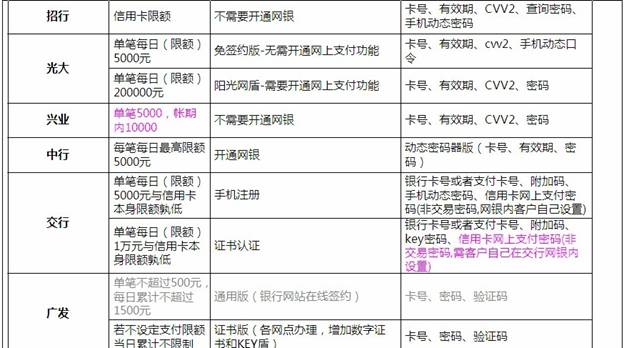 招行
信用卡限额
不需要开通网银
卡号、有效期、CVV2、查询密码、
手机动态密码
光大
单笔每日（限额）
5000元
免签约版-无需开通网上支付功能
卡号、有效期、cvv2、手机动态口
令
单笔每日（限额）
200000元
阳光网盾-需要开通网上支付功能
卡号、有效期、CVV2、密码
兴业
单笔5000，帐期
内10000
不需要开通网银
卡号、有效期、CVV2、密码
中行
每笔每日最高限额
5000元
开通网银
动态密码器版（卡号、有效期、密
码）
交行
单笔每日（限额）
5000元与信用卡
本身限额孰低
手机注册
银行卡号或者支付卡号、附加码、
手机动态密码、信用卡网上支付密
码(非交易密码,网银内客户自己设置)
单笔每日（限额）
1万元与信用卡本
身限额孰低
证书认证
银行卡号或者支付卡号、附加码、
key密码、信用卡网上支付密码(非
交易密码,需客户自己在交行网银内
设置)
广发
单笔不超过500元，
每日累计不超过
1500元
通用版（银行网站在线签约）
卡号、密码、验证码
若不设定支付限额
当日累计不限制
证书版（各网点办理，增加数字证
书和KEY盾）
卡号、密码、验证码